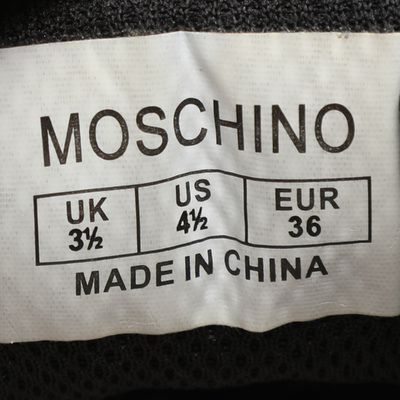 MOSCHINO
UK US EUR
3½ 4½ 36
MADE IN CHINA